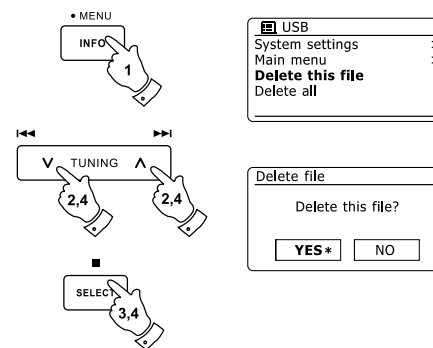 • MENU
INFO
1
TUNING
2,4
2,4
SELECT
3,4
USB
System settings
Main menu
Delete this file
Delete all
Delete file
Delete this file?
YES*
NO